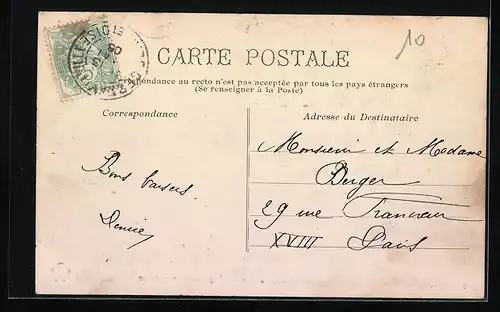 10
CARTE POSTALE
Correspondance au recto n'est pas acceptée par tous les pays étrangers
(Se renseigner à la Poste)
Correspondance
Adresse du Destinataire
Bons baisers
Denise
Monsieur et Madame
Berger
29 rue Francœur
XVIII Paris